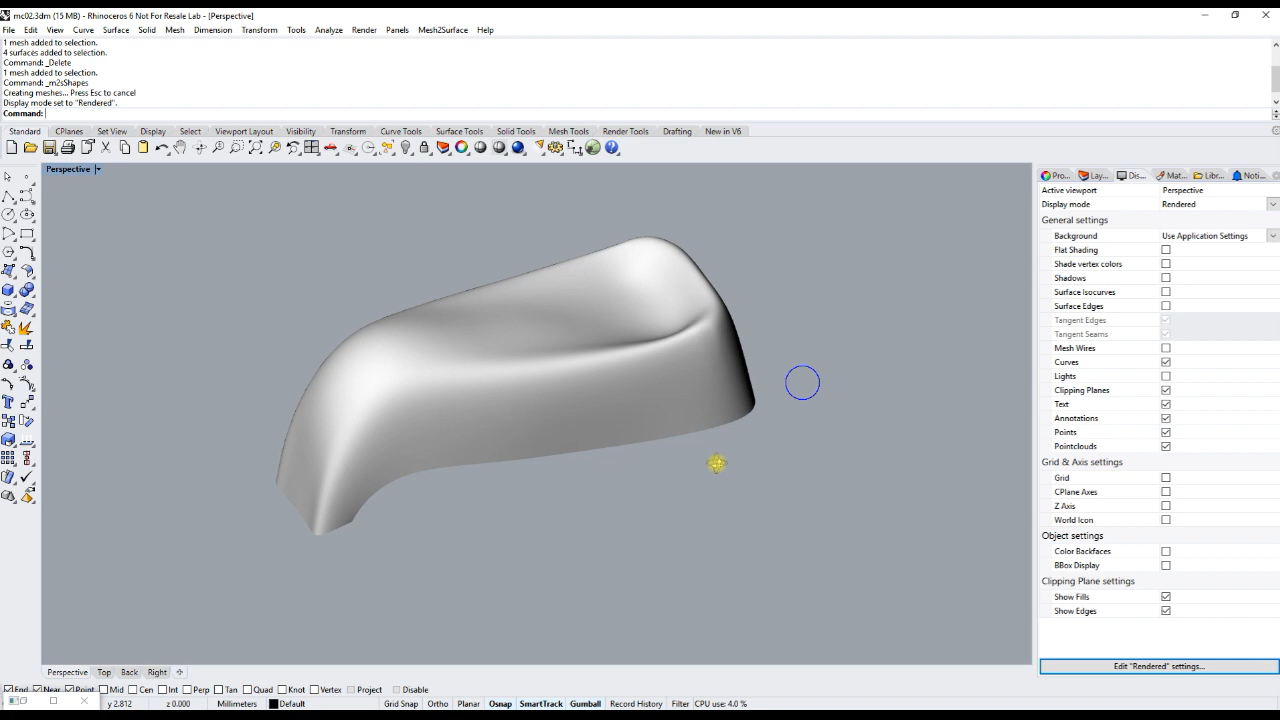 mc02.3dm (15 MB) - Rhinoceros 6 Not For Resale Lab - [Perspective]
File Edit View Curve Surface Solid Mesh Dimension Transform Tools Analyze Render Panels Mesh2Surface Help
1 mesh added to selection.
4 surfaces added to selection.
Command: _Delete
1 mesh added to selection.
Command: _m2sShapes
Creating meshes... Press Esc to cancel
Display mode set to "Rendered".
Command:
Standard CPlanes Set View Display Select Viewport Layout Visibility Transform Curve Tools Surface Tools Solid Tools Mesh Tools Render Tools Drafting New in V6
Perspective
Pro... Lay... Dis... Mat... Libr... Noti...
Active viewport Perspective
Display mode Rendered
General settings
Background Use Application Settings
Flat Shading
Shade vertex colors
Shadows
Surface Isocurves
Surface Edges
Tangent Edges
Tangent Seams
Mesh Wires
Curves
Lights
Clipping Planes
Text
Annotations
Points
Pointclouds
Grid & Axis settings
Grid
CPlane Axes
Z Axis
World Icon
Object settings
Color Backfaces
BBox Display
Clipping Plane settings
Show Fills
Show Edges
Edit "Rendered" settings...
Perspective Top Back Right
End Near Point Mid Cen Int Perp Tan Quad Knot Vertex Project Disable
y 2.812 z 0.000 Millimeters Default Grid Snap Ortho Planar Osnap SmartTrack Gumball Record History Filter CPU use: 4.0 %